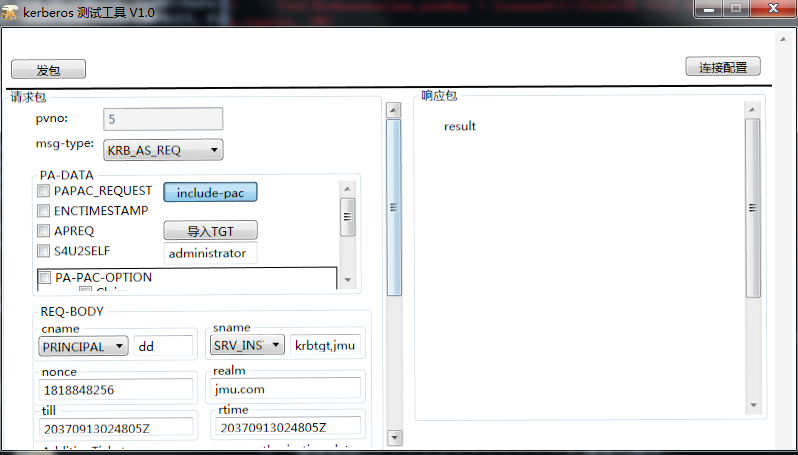 kerberos 测试工具 V1.0
发包
连接配置
请求包
pvno:
5
msg-type:
KRB_AS_REQ
PA-DATA
PAPAC_REQUEST
include-pac
ENCTIMESTAMP
APREQ
导入TGT
S4U2SELF
administrator
PA-PAC-OPTION
REQ-BODY
cname
PRINCIPAL
dd
sname
SRV_INS
krbtgt,jmu
nonce
1818848256
realm
jmu.com
till
20370913024805Z
rtime
20370913024805Z
响应包
result